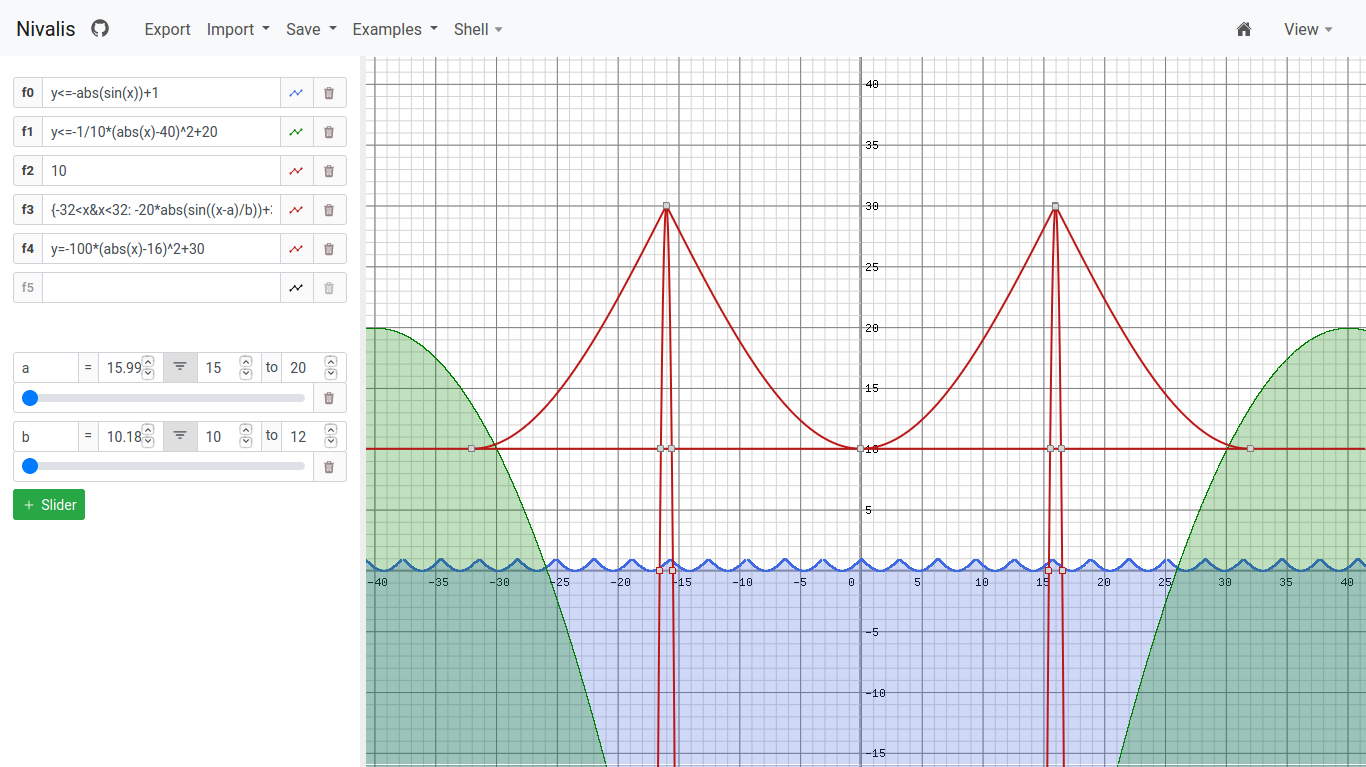 Nivalis Export Import Save Examples Shell View
f0 y<=-abs(sin(x))+1
f1 y<=-1/10*(abs(x)-40)^2+20
f2 10
f3 {-32<x&x<32: -20*abs(sin((x-a)/b))+
f4 y=-100*(abs(x)-16)^2+30
f5
a = 15.99 15 to 20
b = 10.18 10 to 12
+ Slider
40
35
30
25
20
15
10
5
-40 -35 -30 -25 -20 -15 -10 -5 0 5 10 15 20 25 30 35 40
-5
-10
-15